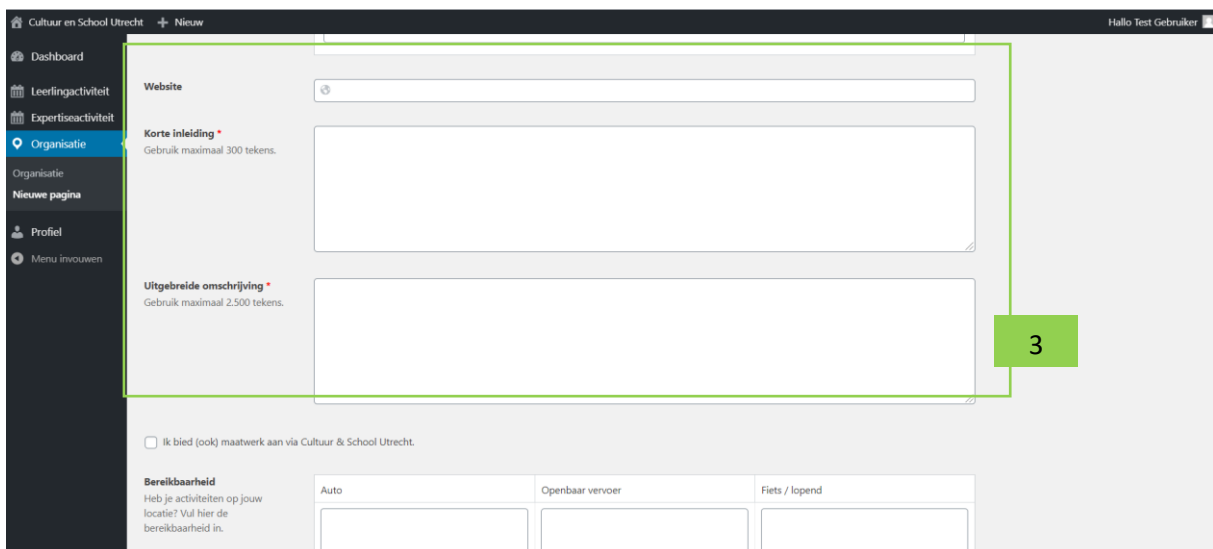 Cultuur en School Utrecht + Nieuw
Hallo Test Gebruiker
Dashboard
Leerlingactiviteit
Expertiseactiviteit
Organisatie
Organisatie
Nieuwe pagina
Profiel
Menu invouwen
Website
Korte inleiding *
Gebruik maximaal 300 tekens.
Uitgebreide omschrijving *
Gebruik maximaal 2.500 tekens.
3
Ik bied (ook) maatwerk aan via Cultuur & School Utrecht.
Bereikbaarheid
Heb je activiteiten op jouw
locatie? Vul hier de
bereikbaarheid in.
Auto
Openbaar vervoer
Fiets / lopend